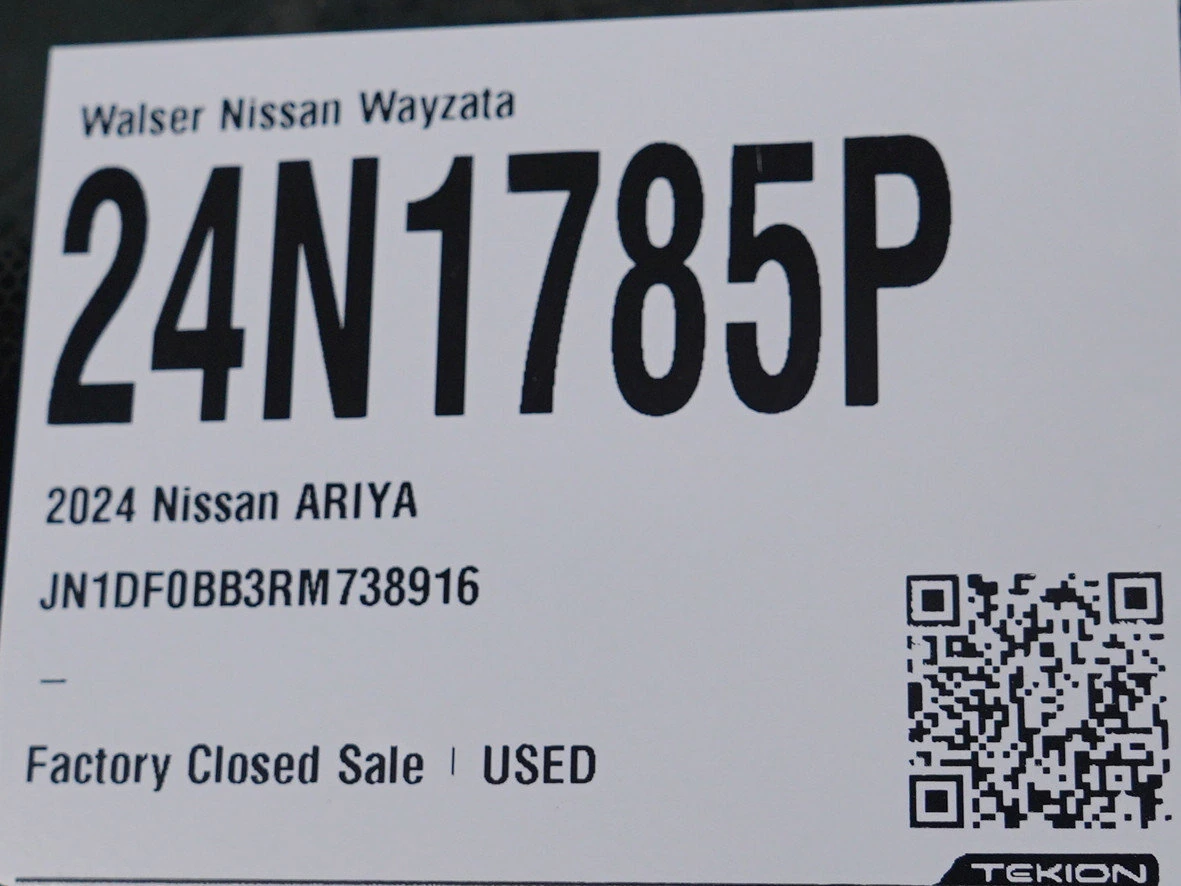 Walser Nissan Wayzata
24N1785P
2024 Nissan ARIYA
JN1DF0BB3RM738916
–
Factory Closed Sale | USED
TEKION